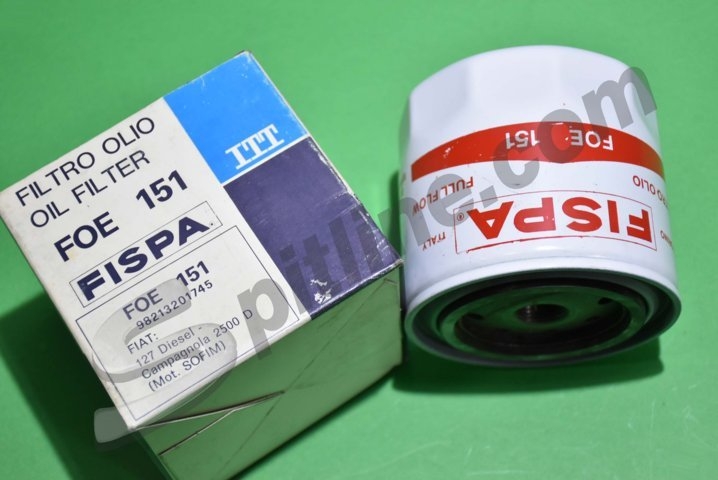 FILTRO OLIO
OIL FILTER
FOE 151
FISPA
ITT
FOE 151
98213201745
FIAT:
127 Diesel.
Campagnola 2500 D
(Mot. SOFIM)
FOE 151
FULL FLOW
FISPA®
ITALY
Spitline.com